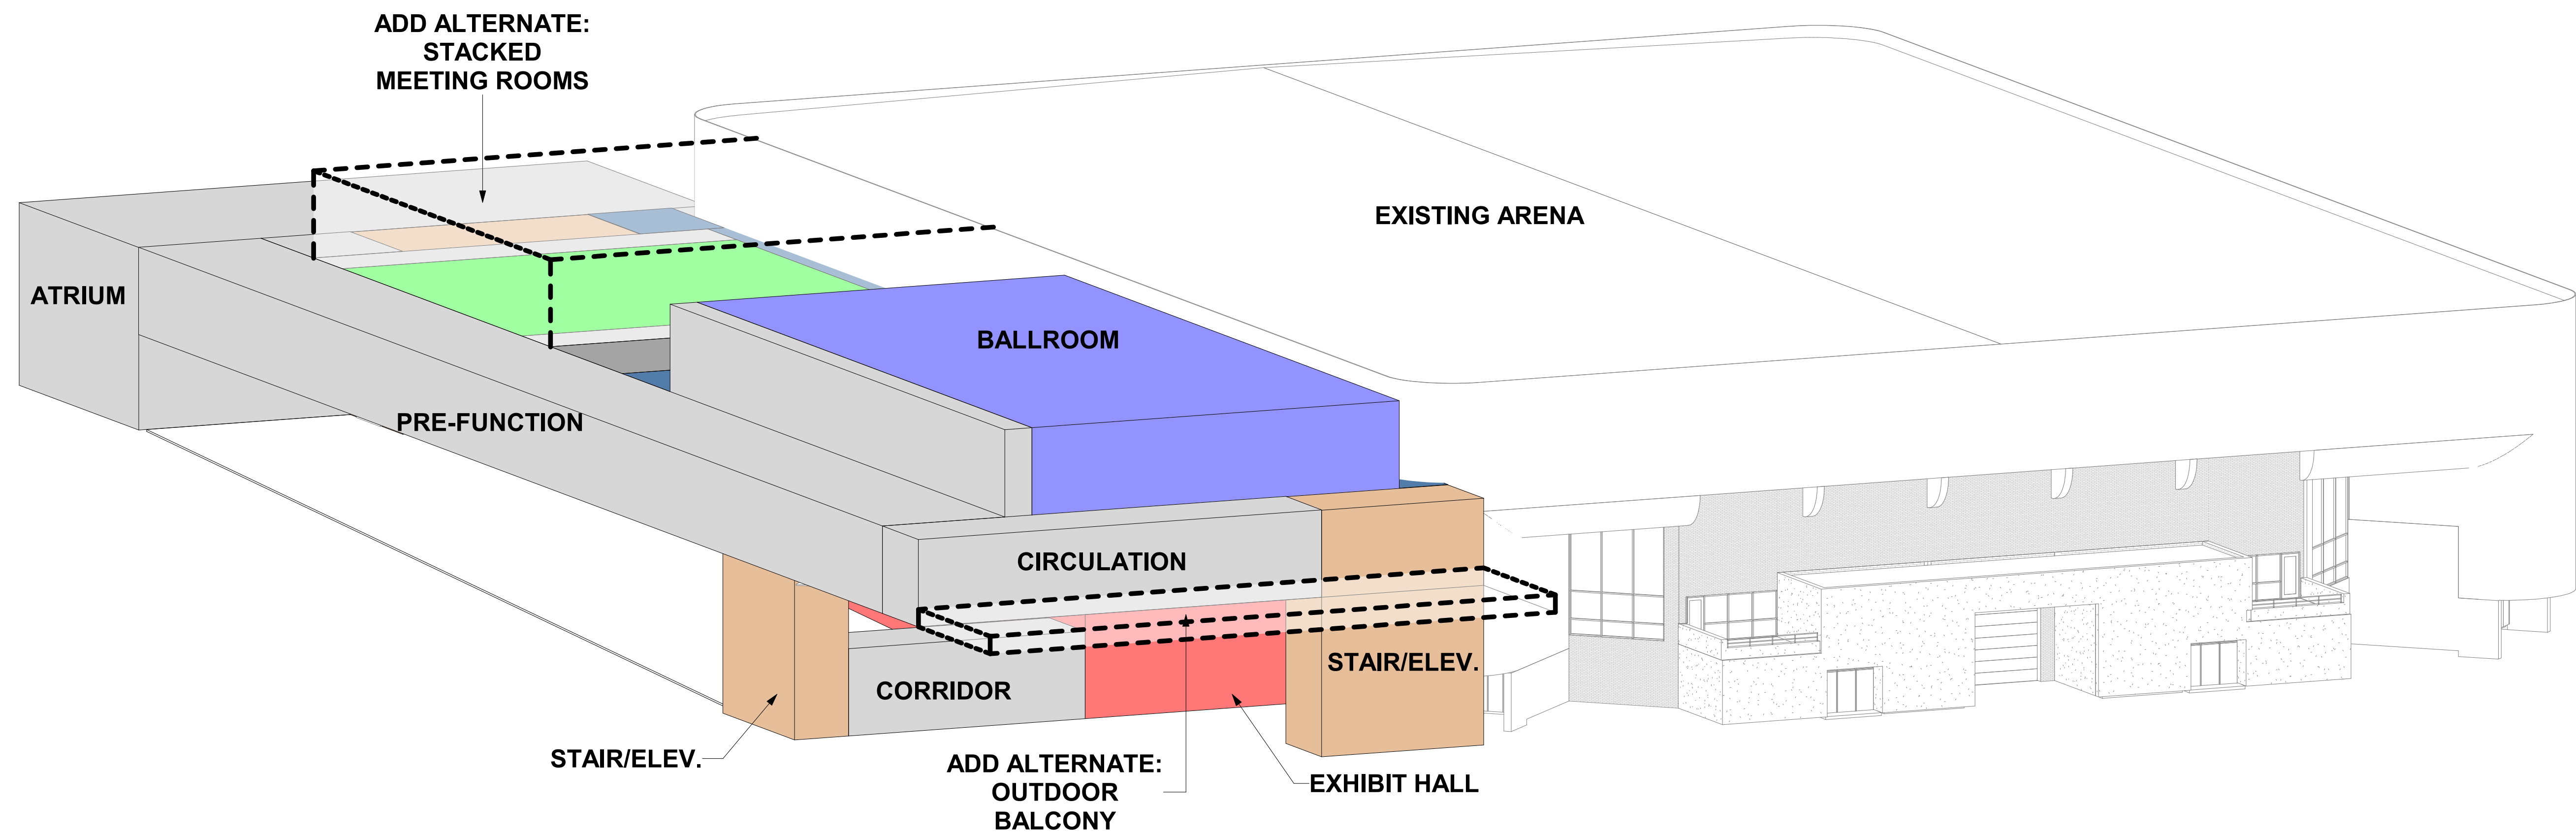 ADD ALTERNATE:
STACKED
MEETING ROOMS
EXISTING ARENA
ATRIUM
BALLROOM
PRE-FUNCTION
CIRCULATION
STAIR/ELEV.
CORRIDOR
STAIR/ELEV.
ADD ALTERNATE:
OUTDOOR
BALCONY
EXHIBIT HALL